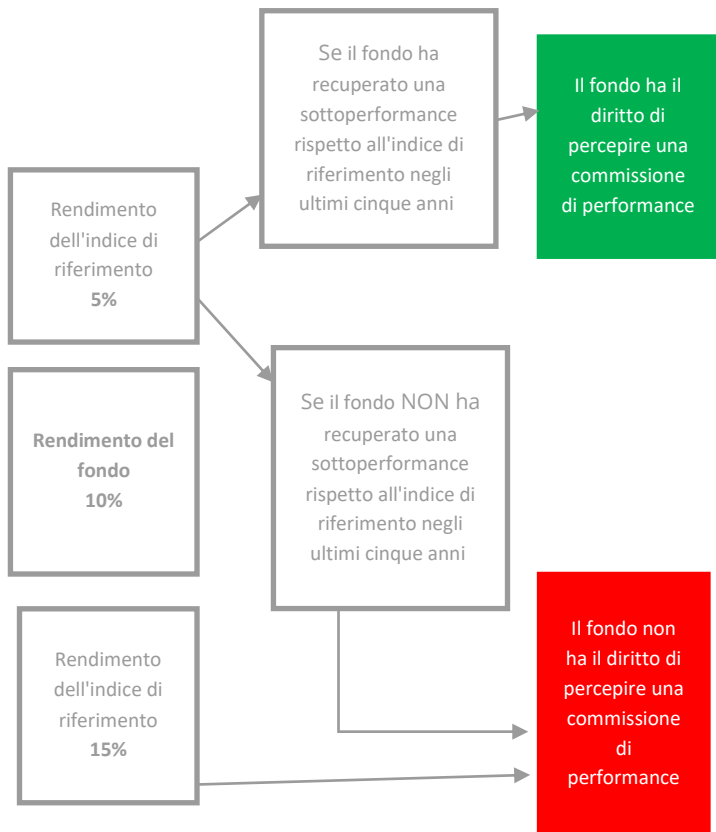 Se il fondo ha
recuperato una
sottoperformance
rispetto all'indice di
riferimento negli
ultimi cinque anni
Il fondo ha il
diritto di
percepire una
commissione
di performance
Rendimento
dell'indice di
riferimento
5%
Rendimento del
fondo
10%
Se il fondo NON ha
recuperato una
sottoperformance
rispetto all'indice di
riferimento negli
ultimi cinque anni
Rendimento
dell'indice di
riferimento
15%
Il fondo non
ha il diritto di
percepire una
commissione
di
performance